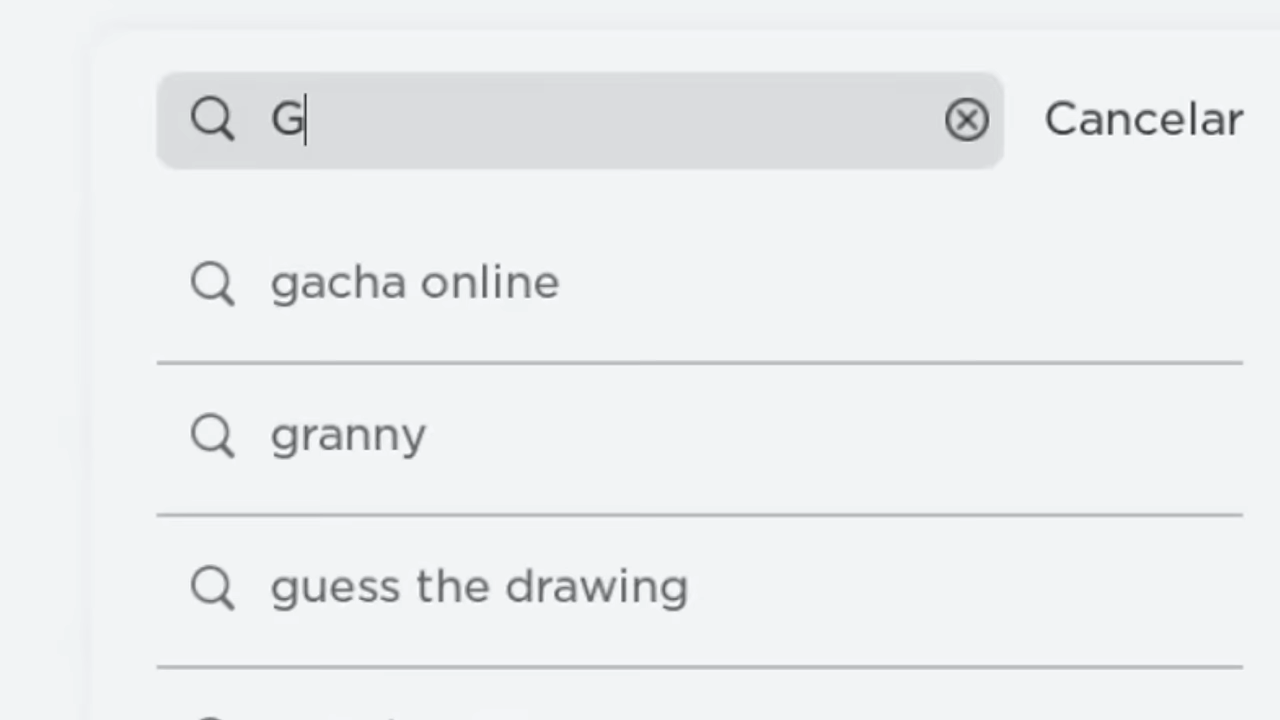 G
Cancelar
gacha online
granny
guess the drawing